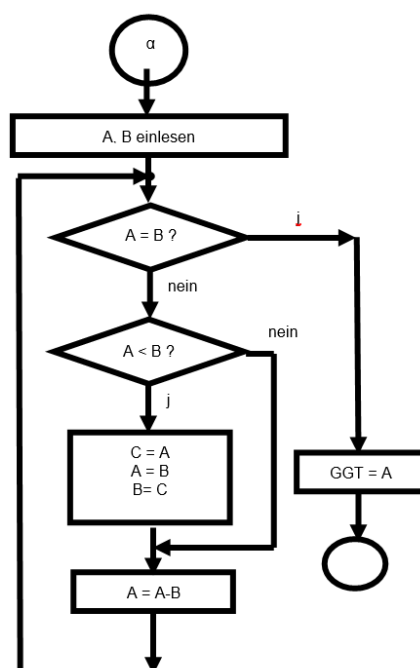 α
A, B einlesen
A = B ?
j
nein
A < B ?
nein
j
C = A
A = B
B= C
GGT = A
A = A-B